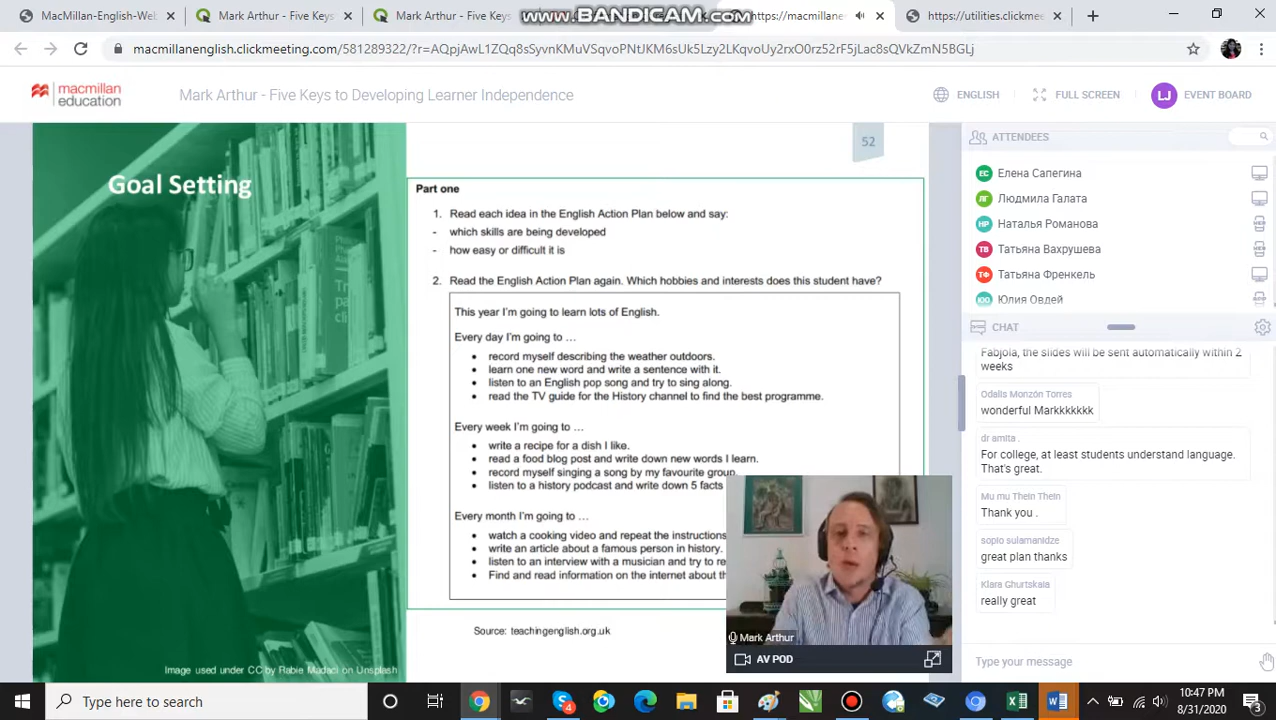 MacMillan-English-Web
Mark Arthur - Five Keys
Mark Arthur - Five Keys
www.BANDICAM.com
https://macmillane
https://utilities.clickmee
macmillanenglish.clickmeeting.com/581289322/?r=AQpjAwL1ZQq8sSyvnKMuVSqvoPNtJKM6sUk5Lzy2LKqvoUy2rxO0rz52rF5jLac8sQVkZmN5BGLj
macmillan
education
Mark Arthur - Five Keys to Developing Learner Independence
ENGLISH
FULL SCREEN
LJ
EVENT BOARD
Goal Setting
52
Part one
1. Read each idea in the English Action Plan below and say:
- which skills are being developed
- how easy or difficult it is
2. Read the English Action Plan again. Which hobbies and interests does this student have?
This year I'm going to learn lots of English.
Every day I'm going to ...
• record myself describing the weather outdoors.
• learn one new word and write a sentence with it.
• listen to an English pop song and try to sing along.
• read the TV guide for the History channel to find the best programme.
Every week I'm going to ...
• write a recipe for a dish I like.
• read a food blog post and write down new words I learn.
• record myself singing a song by my favourite group.
• listen to a history podcast and write down 5 facts
Every month I'm going to ...
• watch a cooking video and repeat the instructions
• write an article about a famous person in history.
• listen to an interview with a musician and try to re
• Find and read information on the internet about th
Source: teachingenglish.org.uk
Image used under CC by Rabie Madaci on Unsplash
Mark Arthur
AV POD
ATTENDEES
ЕС Елена Сапегина
ЛГ Людмила Галата
НР Наталья Романова
ТВ Татьяна Вахрушева
ТФ Татьяна Френкель
ЮО Юлия Овдей
CHAT
Fabjola, the slides will be sent automatically within 2
weeks
Odalis Monzón Torres
wonderful Markkkkkkk
dr amita .
For college, at least students understand language.
That's great.
Mu mu Thein Thein
Thank you .
sopio sulamanidze
great plan thanks
Klara Ghurtskaia
really great
Type your message
Type here to search
4
10:47 PM
8/31/2020
3